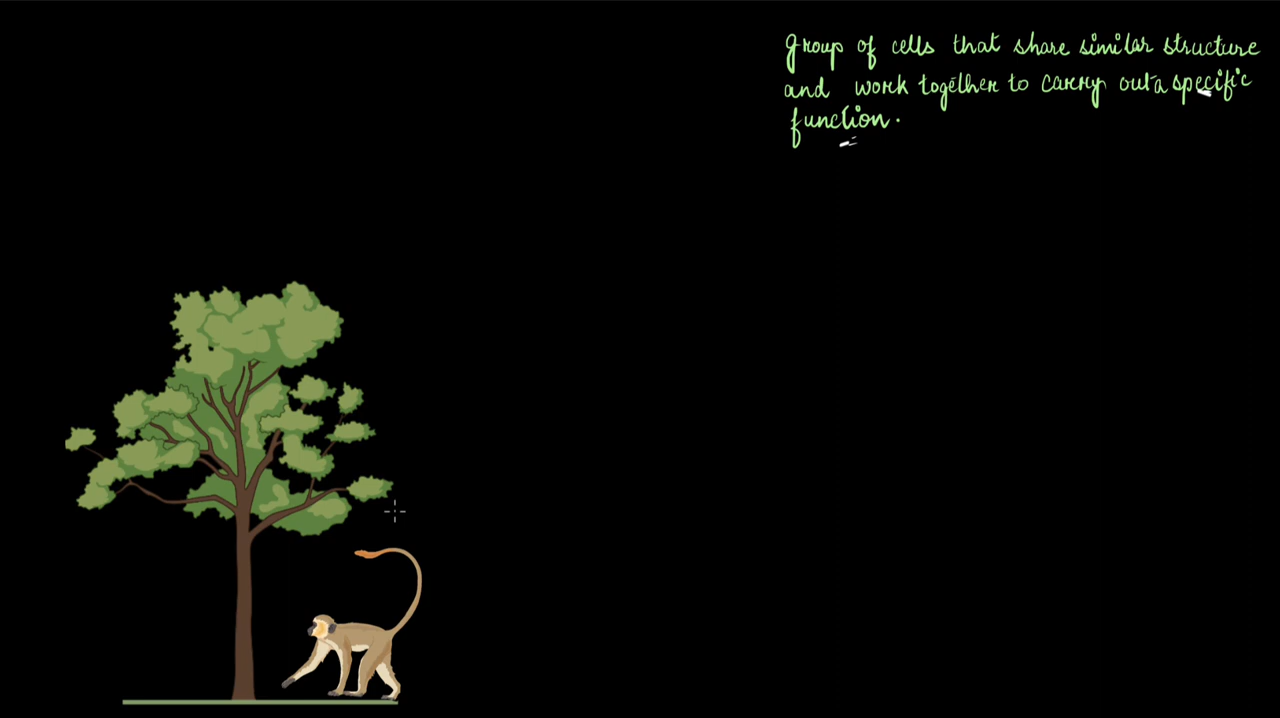 Group of cells that share similar structure
and work together to carry out a specific
function.